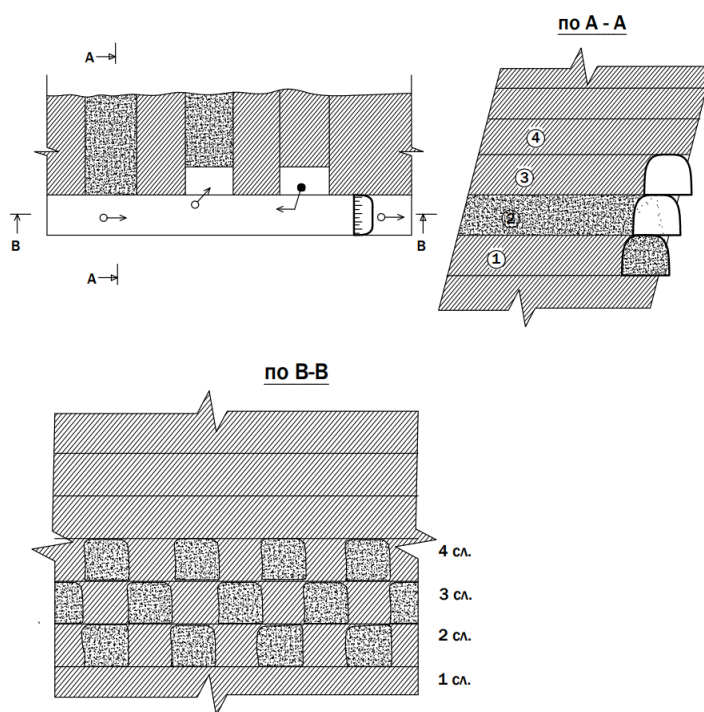 по А - А
А
В
В
А
4
3
2
1
по В-В
4 сл.
3 сл.
2 сл.
1 сл.